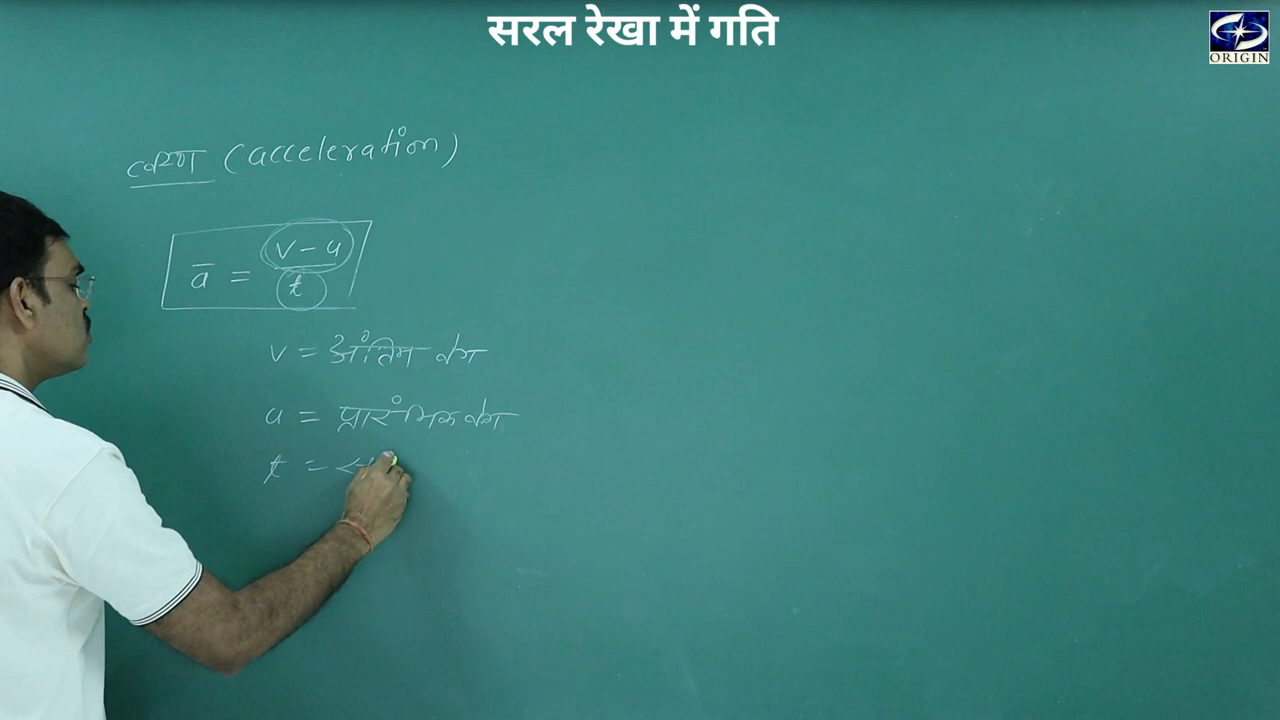 सरल रेखा में गति
ORIGIN
त्वरण (acceleration)
v - u
a̅ = 
t
v = अंतिम वेग
u = प्रारंभिक वेग
t =